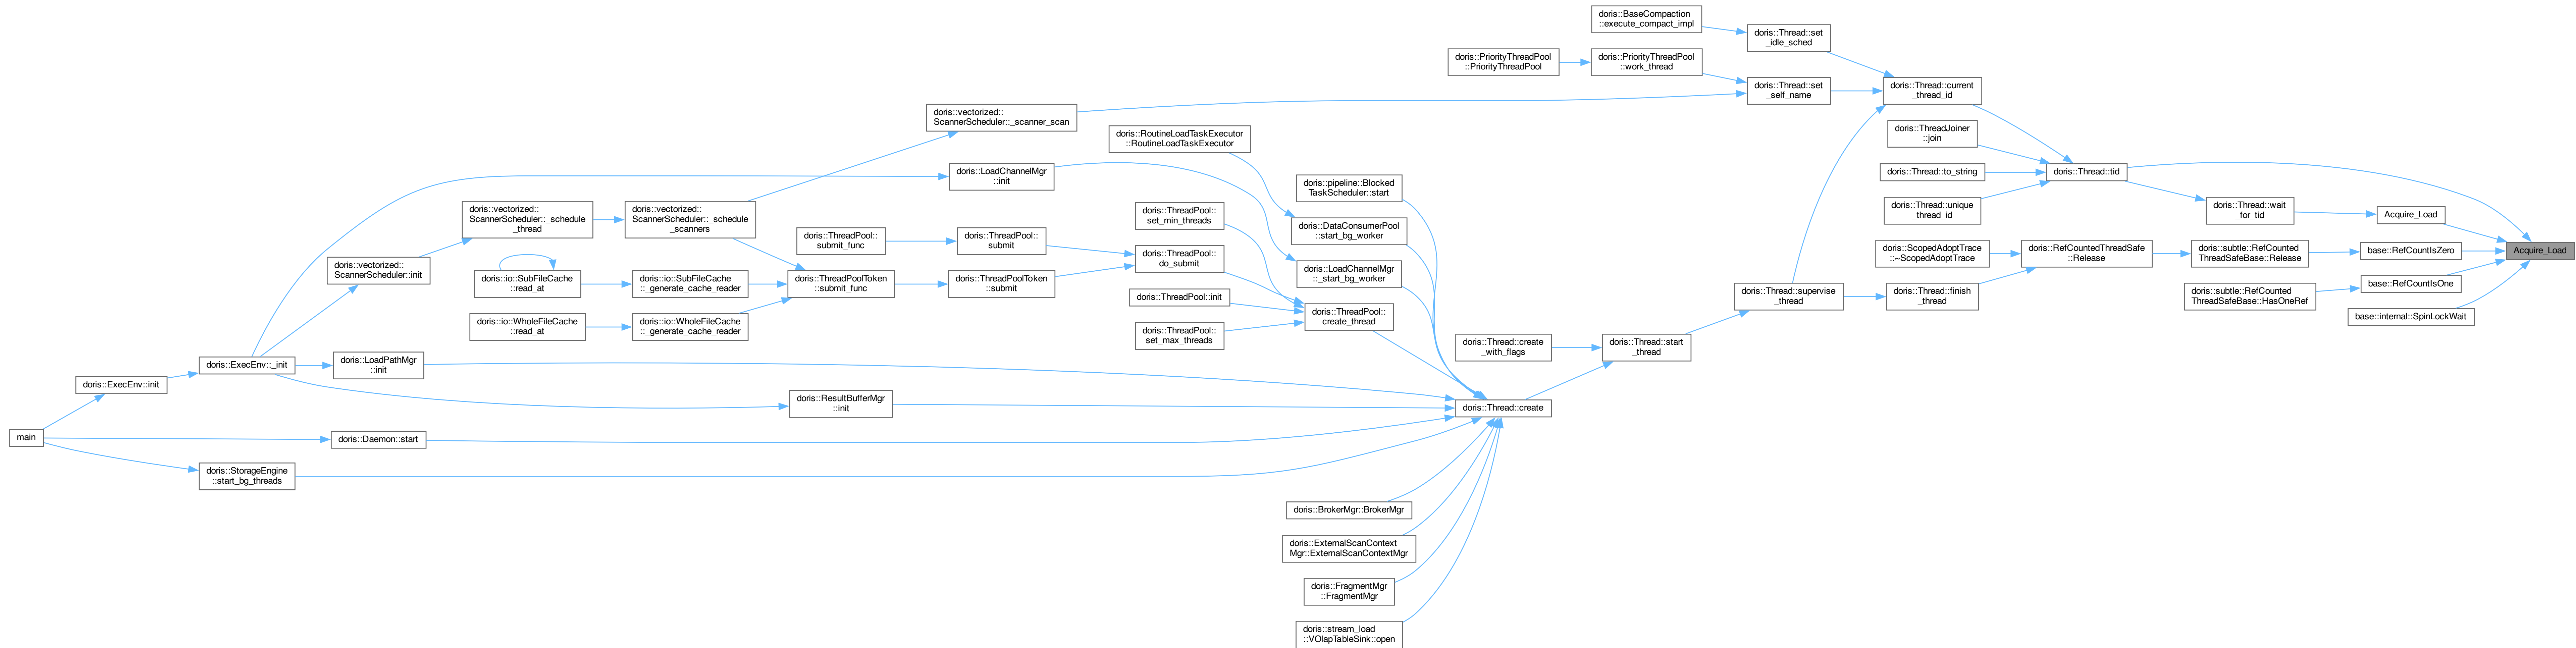 main
doris::ExecEnv::init
doris::ExecEnv::_init
doris::StorageEngine
::start_bg_threads
doris::vectorized::
ScannerScheduler::init
doris::LoadPathMgr
::init
doris::Daemon::start
doris::vectorized::
ScannerScheduler::_schedule
_thread
doris::io::SubFileCache
::read_at
doris::io::WholeFileCache
::read_at
doris::vectorized::
ScannerScheduler::_schedule
_scanners
doris::io::SubFileCache
::_generate_cache_reader
doris::io::WholeFileCache
::_generate_cache_reader
doris::ThreadPool::
submit_func
doris::ThreadPoolToken
::submit_func
doris::ResultBufferMgr
::init
doris::vectorized::
ScannerScheduler::_scanner_scan
doris::LoadChannelMgr
::init
doris::ThreadPool::
submit
doris::ThreadPoolToken
::submit
doris::RoutineLoadTaskExecutor
::RoutineLoadTaskExecutor
doris::ThreadPool::
set_min_threads
doris::ThreadPool::
do_submit
doris::ThreadPool::init
doris::ThreadPool::
set_max_threads
doris::pipeline::Blocked
TaskScheduler::start
doris::DataConsumerPool
::start_bg_worker
doris::LoadChannelMgr
::_start_bg_worker
doris::ThreadPool::
create_thread
doris::BrokerMgr::BrokerMgr
doris::ExternalScanContext
Mgr::ExternalScanContextMgr
doris::FragmentMgr
::FragmentMgr
doris::stream_load
::VOlapTableSink::open
doris::PriorityThreadPool
::PriorityThreadPool
doris::Thread::create
_with_flags
doris::Thread::create
doris::BaseCompaction
::execute_compact_impl
doris::PriorityThreadPool
::work_thread
doris::Thread::start
_thread
doris::Thread::set
_idle_sched
doris::Thread::set
_self_name
doris::Thread::supervise
_thread
doris::Thread::current
_thread_id
doris::ThreadJoiner
::join
doris::Thread::to_string
doris::Thread::unique
_thread_id
doris::ScopedAdoptTrace
::~ScopedAdoptTrace
doris::Thread::finish
_thread
doris::Thread::tid
doris::RefCountedThreadSafe
::Release
doris::Thread::wait
_for_tid
doris::subtle::RefCounted
ThreadSafeBase::Release
doris::subtle::RefCounted
ThreadSafeBase::HasOneRef
Acquire_Load
base::RefCountIsZero
base::RefCountIsOne
base::internal::SpinLockWait
Acquire_Load